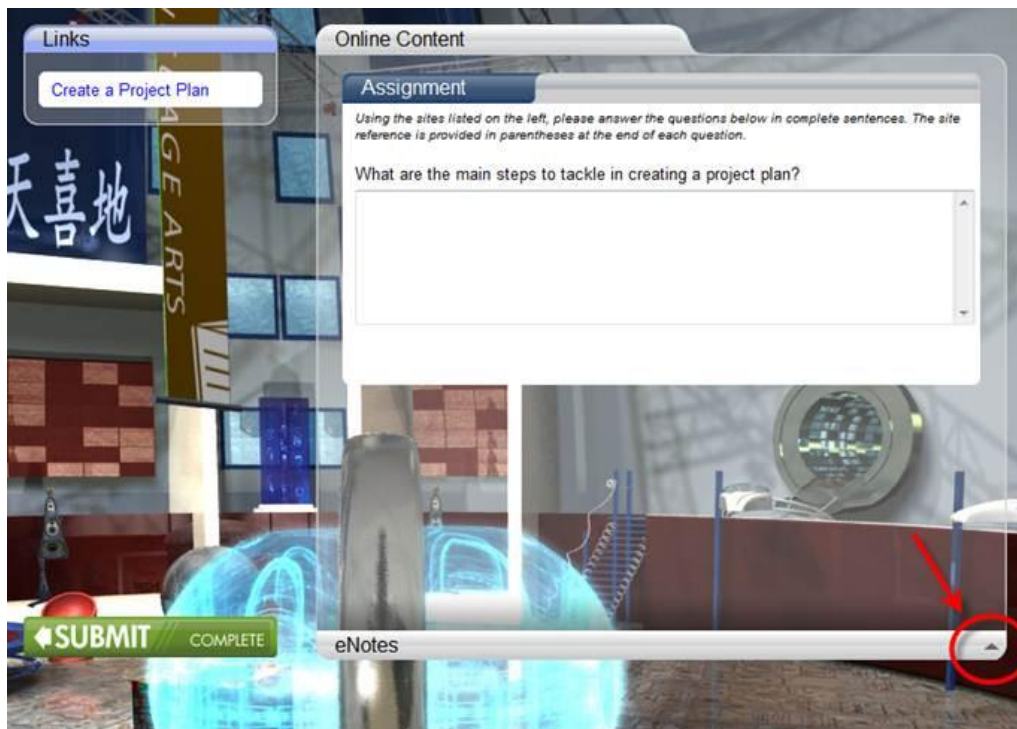 Links
Create a Project Plan
Online Content
Assignment
Using the sites listed on the left, please answer the questions below in complete sentences. The site
reference is provided in parentheses at the end of each question.
What are the main steps to tackle in creating a project plan?
天喜地
AGE ARTS
SUBMIT // COMPLETE
eNotes